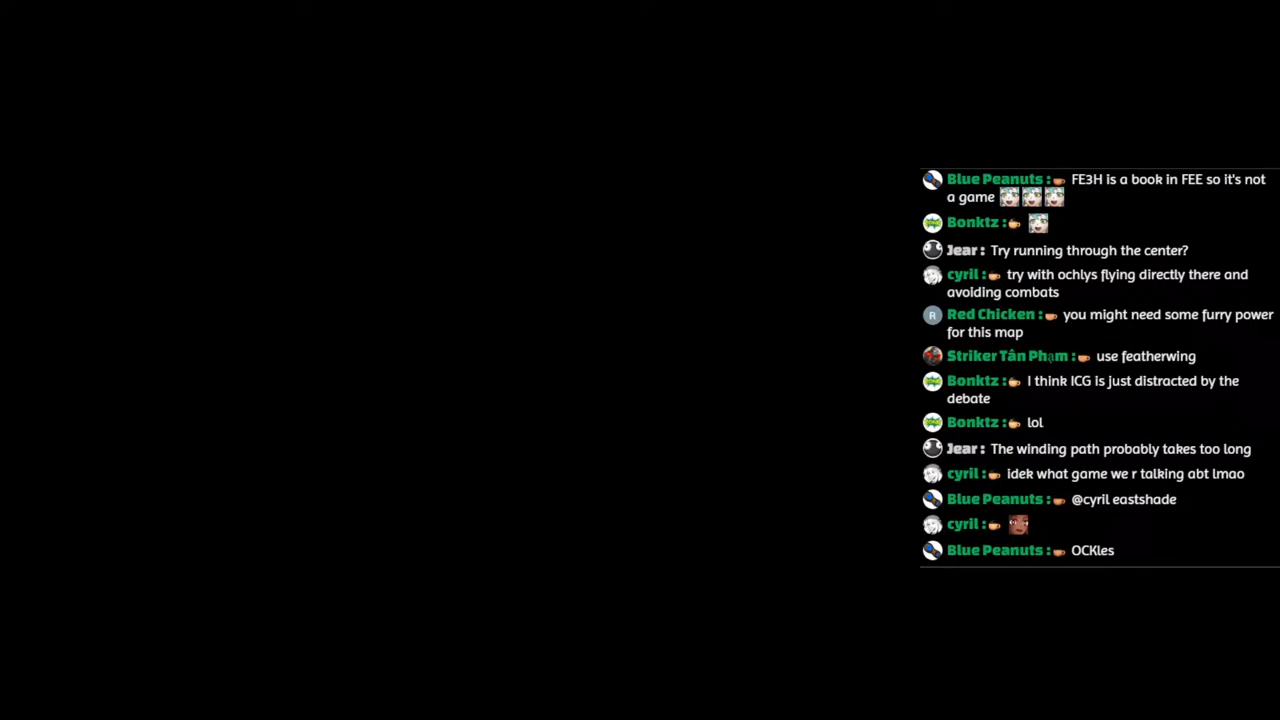 Blue Peanuts : FE3H is a book in FEE so it's not
a game
Bonktz :
Jear : Try running through the center?
cyril : try with ochlys flying directly there and
avoiding combats
R Red Chicken : you might need some furry power
for this map
Striker Tân Phạm : use featherwing
Bonktz : I think ICG is just distracted by the
debate
Bonktz : lol
Jear : The winding path probably takes too long
cyril : idek what game we r talking abt lmao
Blue Peanuts : @cyril eastshade
cyril :
Blue Peanuts : OCKles